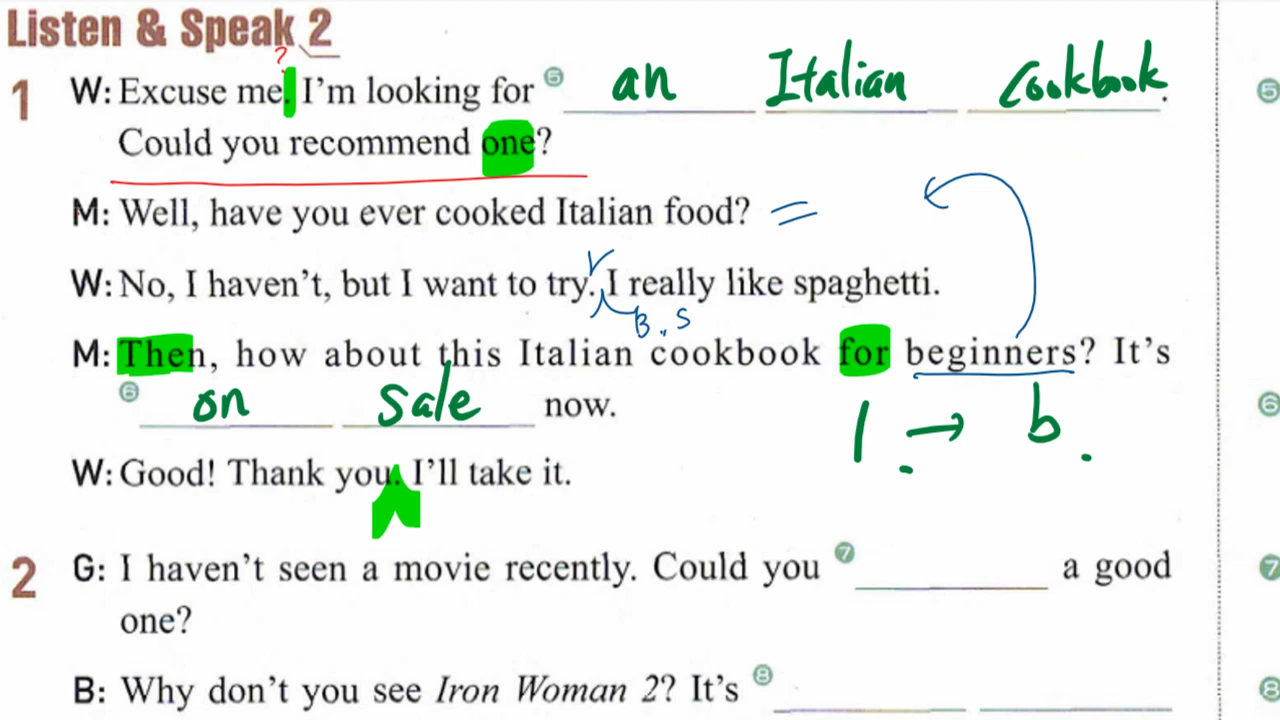 Listen & Speak 2
?
1 W: Excuse me. I'm looking for ⑤ an Italian cookbook.
Could you recommend one?
M: Well, have you ever cooked Italian food? =
W: No, I haven't, but I want to try. I really like spaghetti.
B.S
M: Then, how about this Italian cookbook for beginners? It's
⑥ on sale now.
1. → b.
W: Good! Thank you. I'll take it.
2 G: I haven't seen a movie recently. Could you ⑦ a good
one?
B: Why don't you see Iron Woman 2? It's ⑧
⑤
⑥
⑦
⑧